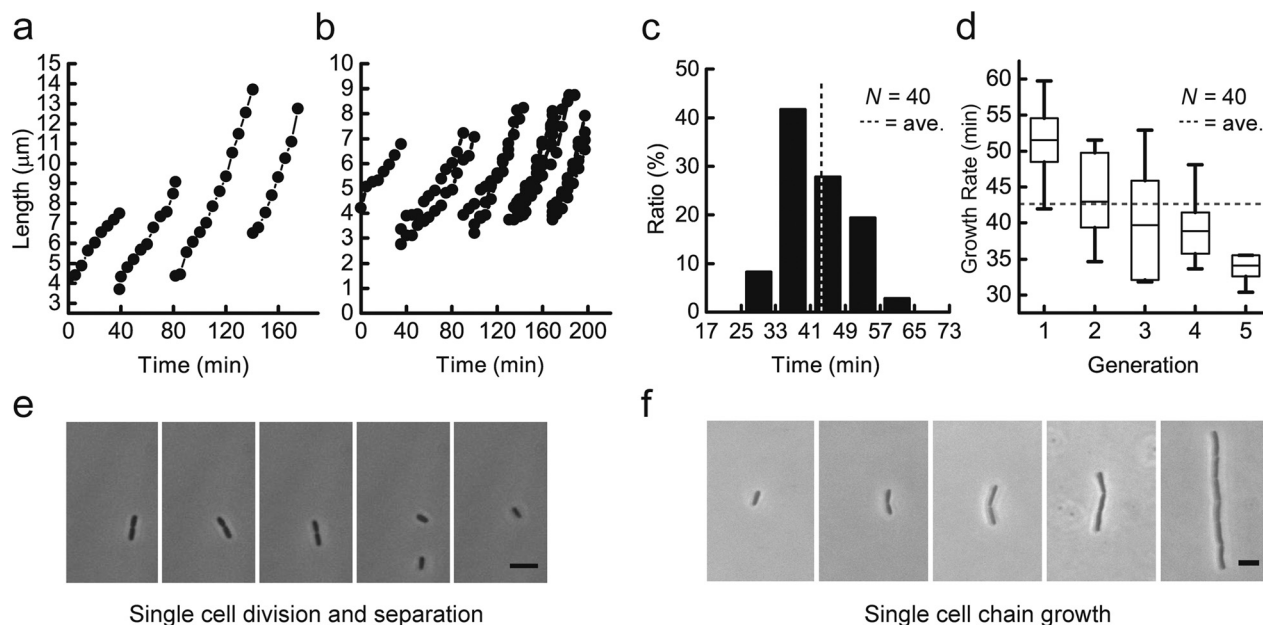 a
b
c
d
15
14
13
12
11
10
9
8
7
6
5
4
3
Length (μm)
0 40 80 120 160
Time (min)
10
9
8
7
6
5
4
3
2
1
0
0 40 80 120 160 200
Time (min)
50
40
30
20
10
0
Ratio (%)
N = 40
= ave.
17 25 33 41 49 57 65 73
Time (min)
60
55
50
45
40
35
30
Growth Rate (min)
N = 40
= ave.
1 2 3 4 5
Generation
e
f
Single cell division and separation
Single cell chain growth